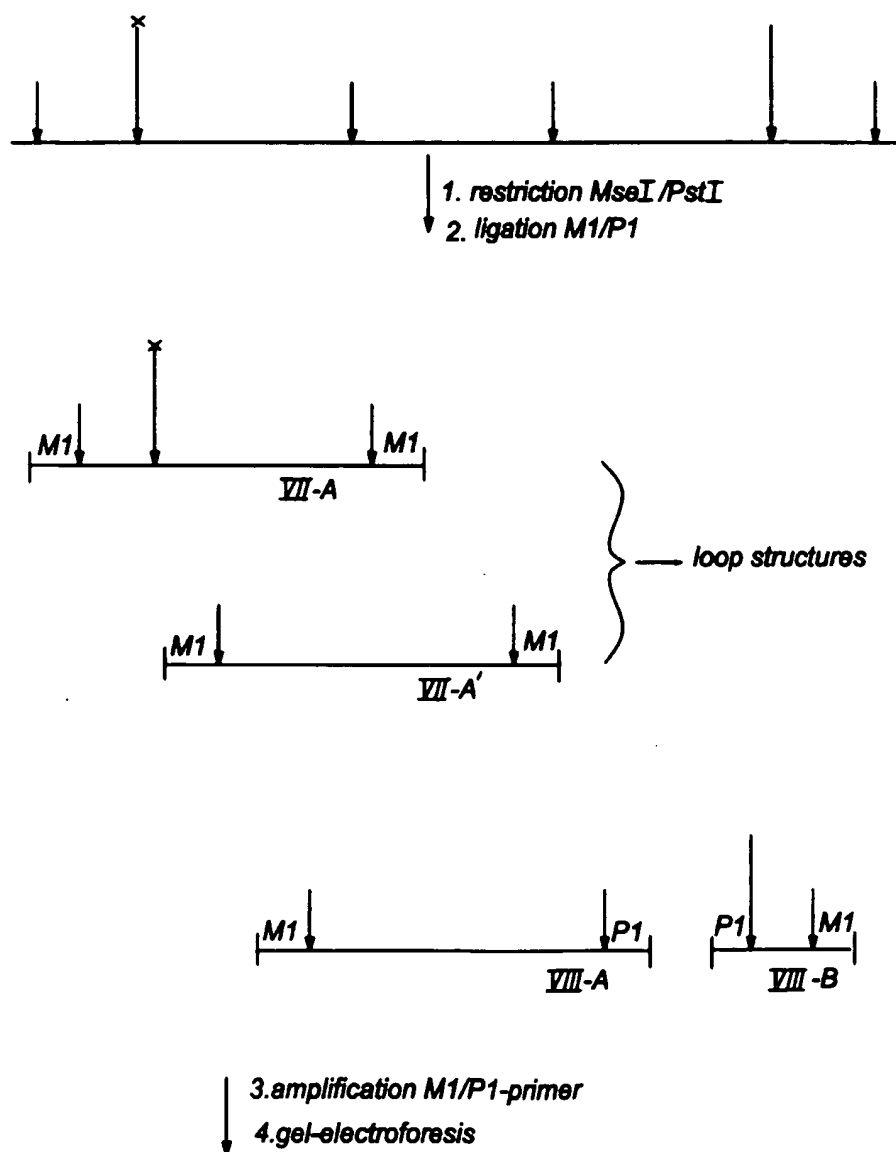 ×
1. restriction MseI/PstI
2. ligation M1/P1
×
M1 M1
VII-A
loop structures
M1 M1
VII-A'
M1 P1 P1 M1
VIII-A VIII-B
3.amplification M1/P1-primer
4.gel-electroforesis